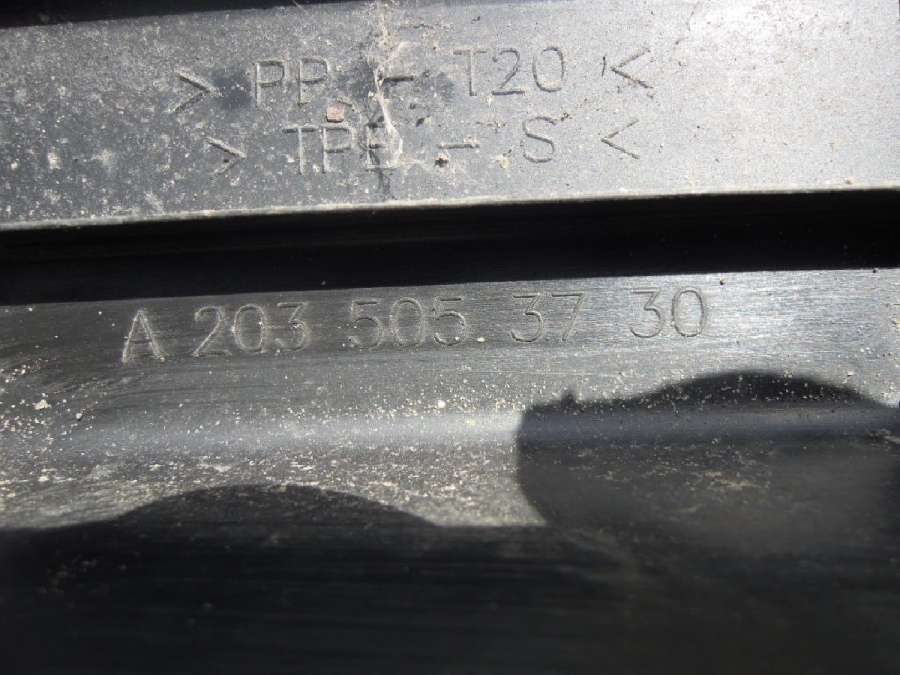 > PP - T20 <
> TPE - S <
A 203 505 37 30